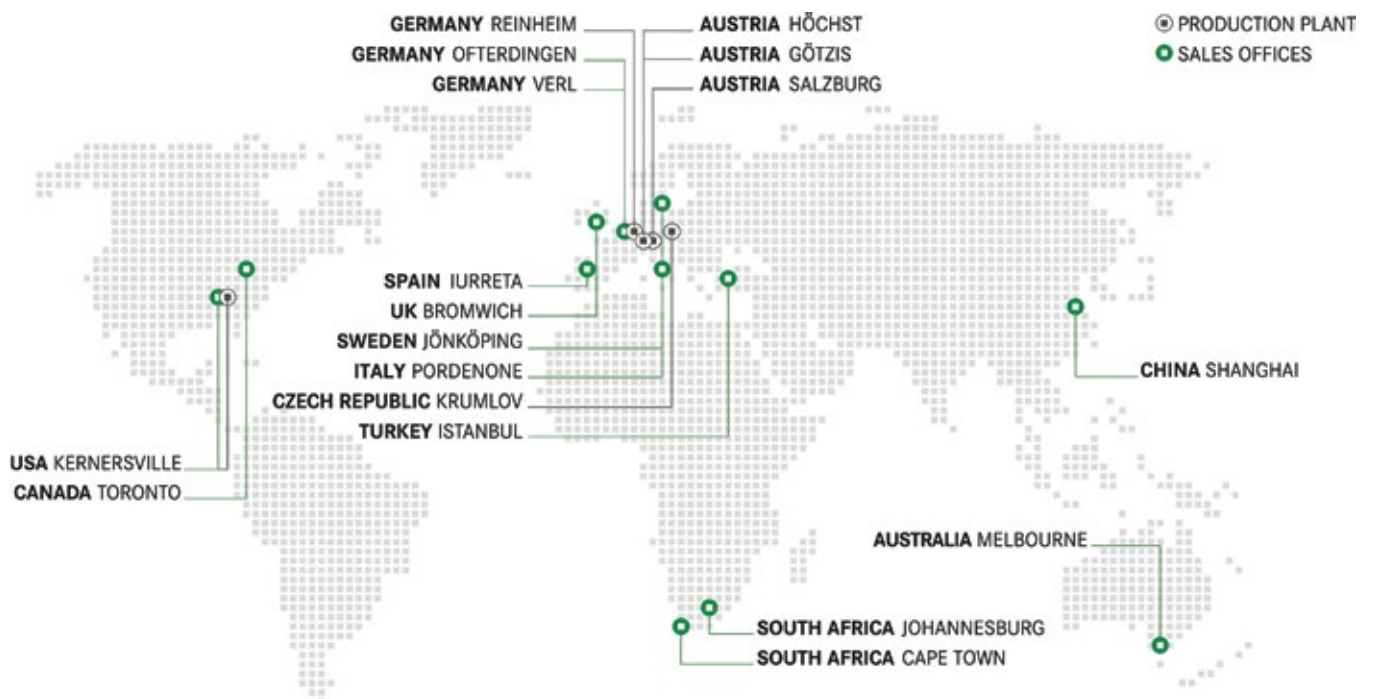 GERMANY REINHEIM
GERMANY OFTERDINGEN
GERMANY VERL
AUSTRIA HÖCHST
AUSTRIA GÖTZIS
AUSTRIA SALZBURG
PRODUCTION PLANT
SALES OFFICES
SPAIN IURRETA
UK BROMWICH
SWEDEN JÖNKÖPING
ITALY PORDENONE
CZECH REPUBLIC KRUMLOV
TURKEY ISTANBUL
CHINA SHANGHAI
USA KERNERSVILLE
CANADA TORONTO
AUSTRALIA MELBOURNE
SOUTH AFRICA JOHANNESBURG
SOUTH AFRICA CAPE TOWN